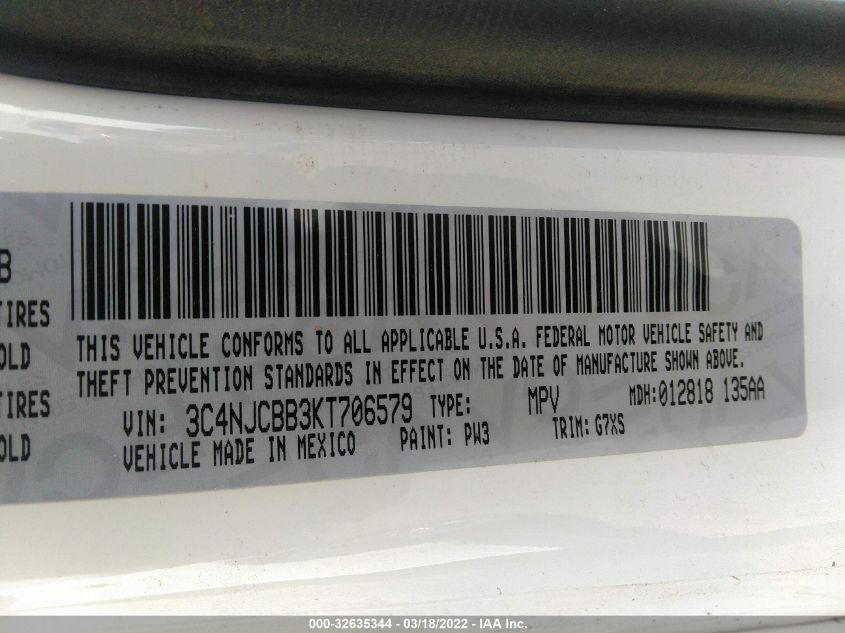 B
TIRES
OLD
TIRES
OLD
THIS VEHICLE CONFORMS TO ALL APPLICABLE U.S.A. FEDERAL MOTOR VEHICLE SAFETY AND
THEFT PREVENTION STANDARDS IN EFFECT ON THE DATE OF MANUFACTURE SHOWN ABOVE.
VIN: 3C4NJCBB3KT706579 TYPE: MPV MDH:012818 135AA
VEHICLE MADE IN MEXICO PAINT: PW3 TRIM: G7XS
000-32635344 - 03/18/2022 - IAA Inc.